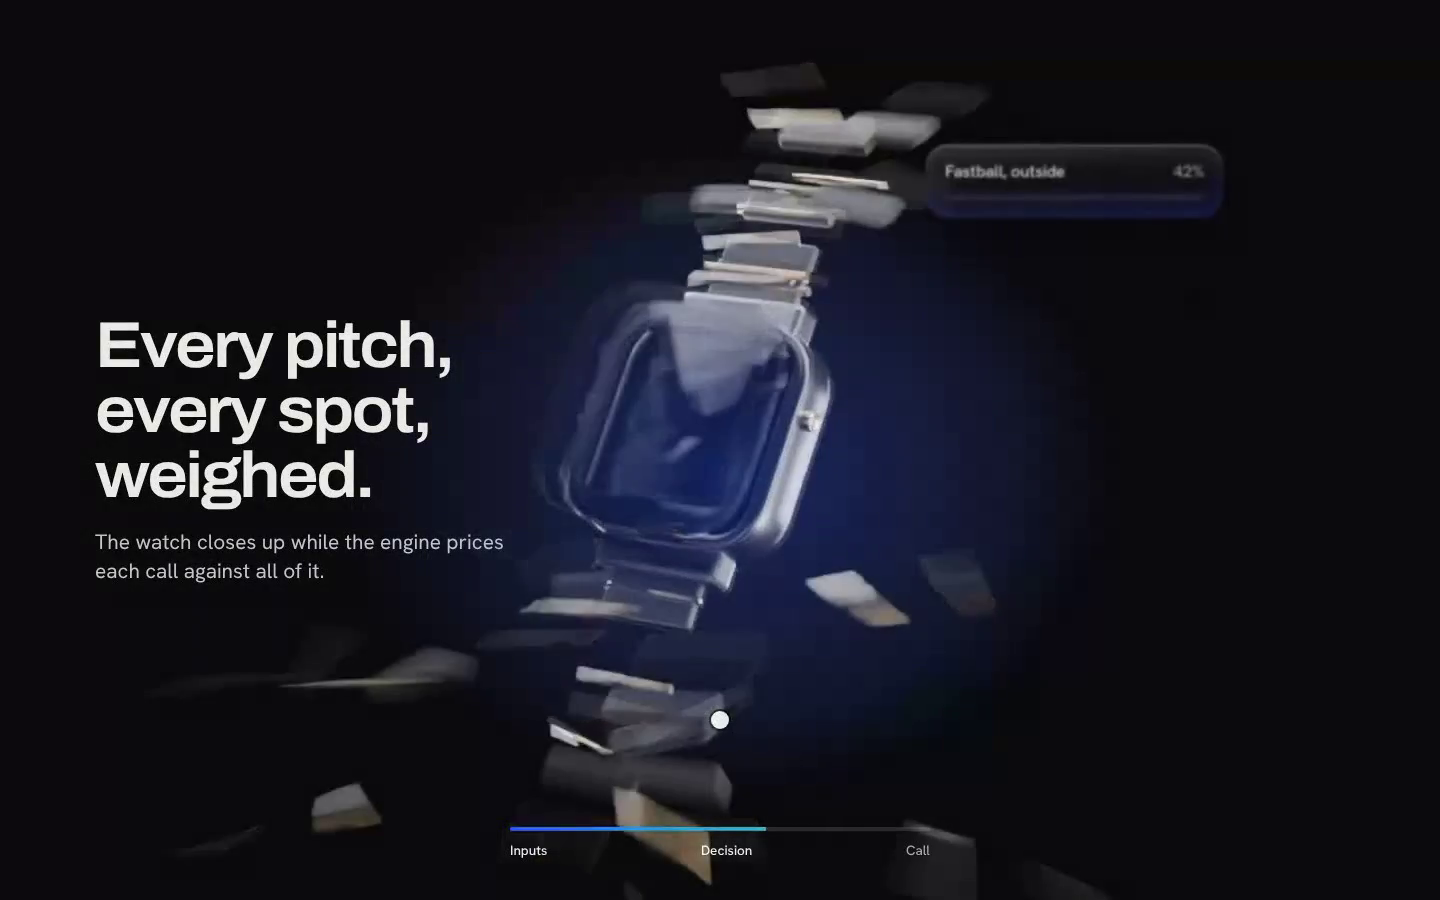 Fastball, outside 42%
Every pitch,
every spot,
weighed.
The watch closes up while the engine prices
each call against all of it.
Inputs Decision Call